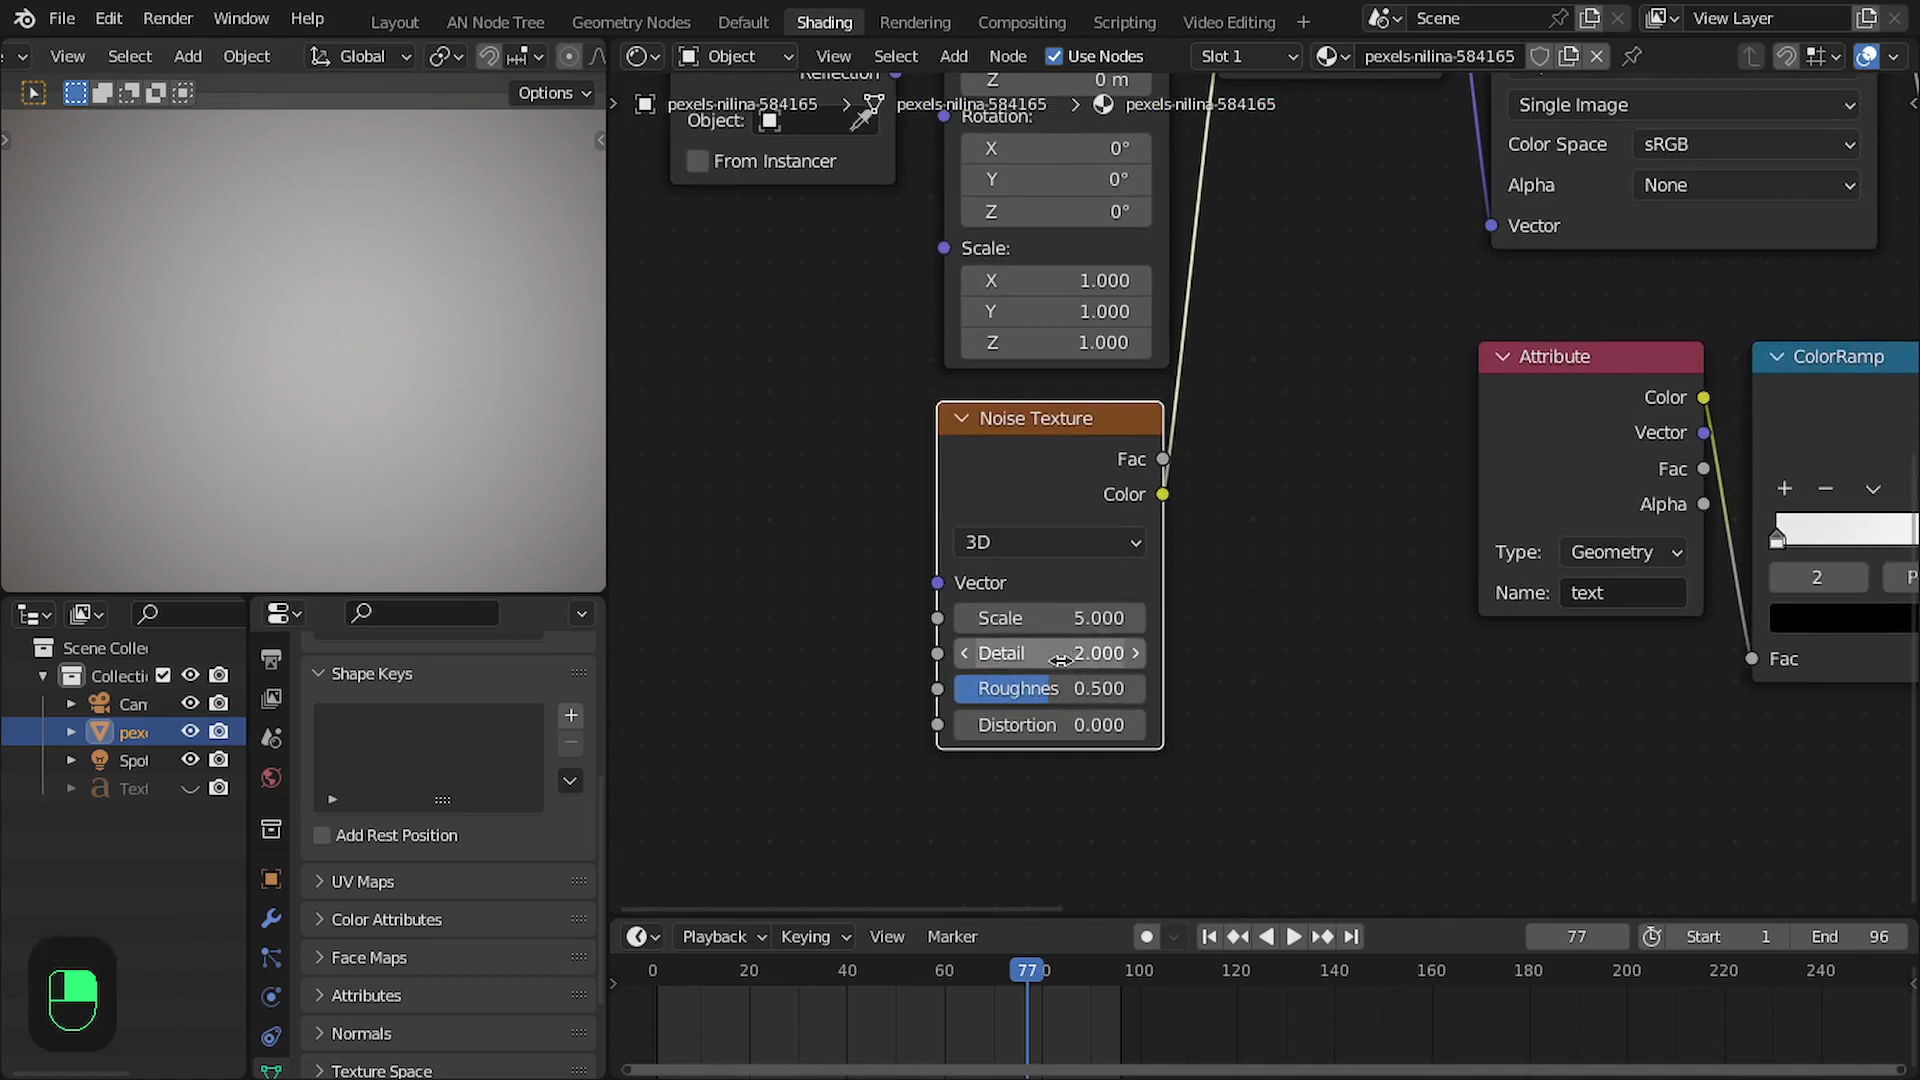 File Edit Render Window Help Layout AN Node Tree Geometry Nodes Default Shading Rendering Compositing Scripting Video Editing + Scene View Layer
View Select Add Object Global Object View Select Add Node Use Nodes Slot 1 pexels-nilina-584165
Options
pexels-nilina-584165 > pexels-nilina-584165 > pexels-nilina-584165
Reflection
Object:
From Instancer
Z 0 m
Rotation:
X 0°
Y 0°
Z 0°
Scale:
X 1.000
Y 1.000
Z 1.000
Single Image
Color Space sRGB
Alpha None
Vector
Noise Texture
Fac
Color
3D
Vector
Scale 5.000
Detail 2.000
Roughnes 0.500
Distortion 0.000
Attribute
Color
Vector
Fac
Alpha
Type: Geometry
Name: text
ColorRamp
2 P
Fac
Scene Colle
Collecti
Cam
pex
Spot
Text
Shape Keys
Add Rest Position
UV Maps
Color Attributes
Face Maps
Attributes
Normals
Texture Space
Playback Keying View Marker 77 Start 1 End 96
0 20 40 60 77 0 100 120 140 160 180 200 220 240